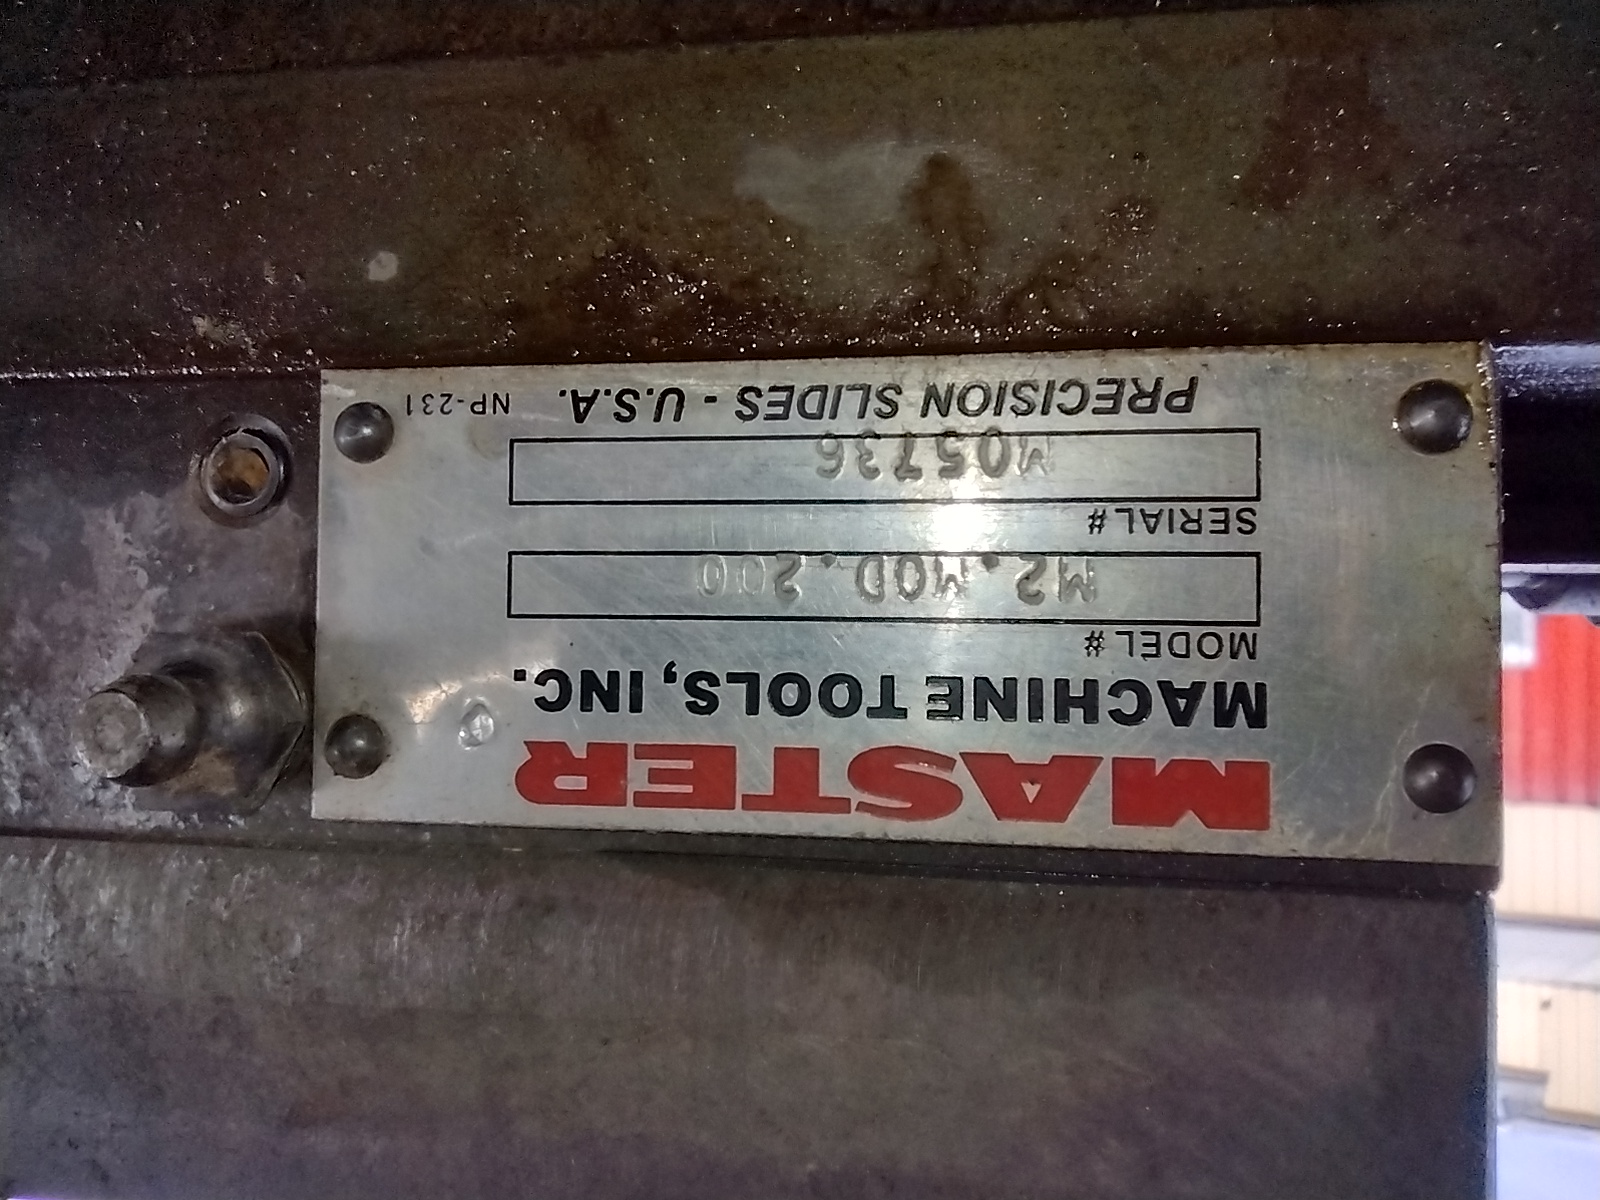 MASTER
MACHINE TOOLS, INC.
MODEL #
M2.MOD.200
SERIAL #
M05736
PRECISION SLIDES - U.S.A. NP-231